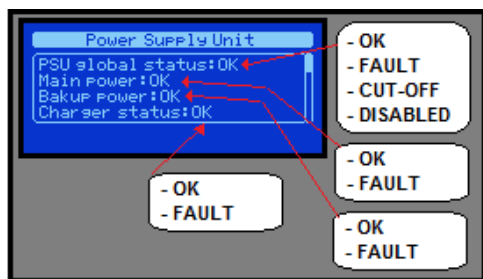 Power Supply Unit
PSU global status:OK
Main power:OK
Bakup power:OK
Charger status:OK
- OK
- FAULT
- CUT-OFF
- DISABLED
- OK
- FAULT
- OK
- FAULT
- OK
- FAULT